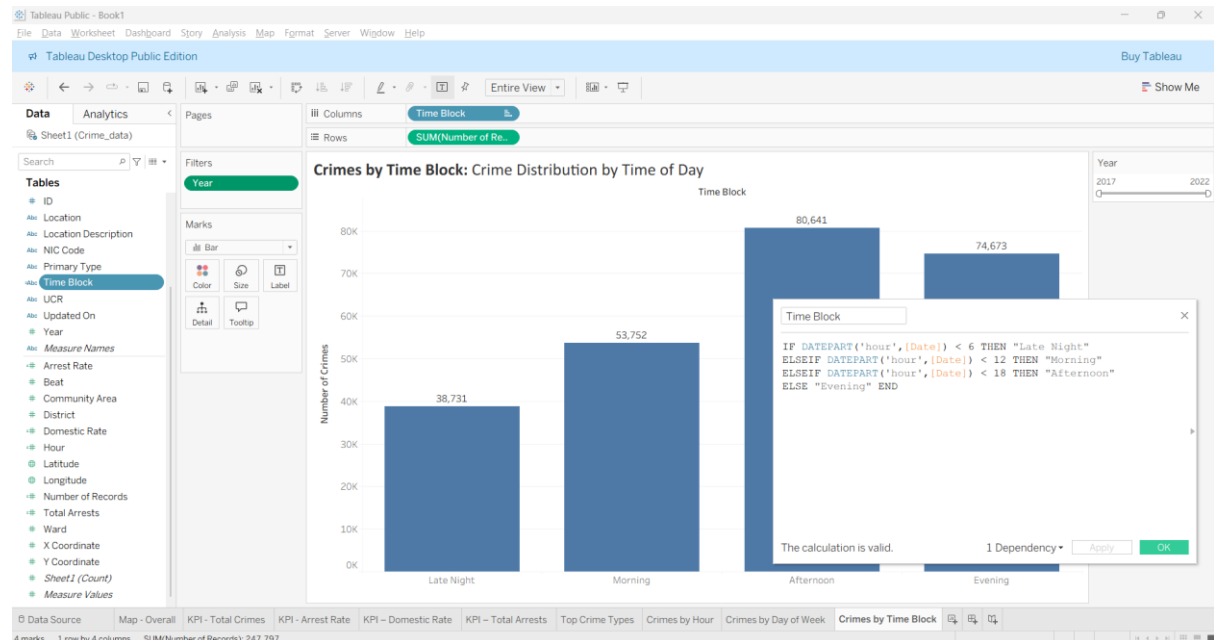 Tableau Public - Book1
File Data Worksheet Dashboard Story Analysis Map Format Server Window Help
Tableau Desktop Public Edition
Buy Tableau
Entire View
Show Me
Data Analytics
Sheet1 (Crime_data)
Search
Tables
# ID
Abc Location
Abc Location Description
Abc NIC Code
Abc Primary Type
=Abc Time Block
Abc UCR
Abc Updated On
# Year
Abc Measure Names
=# Arrest Rate
# Beat
# Community Area
# District
=# Domestic Rate
=# Hour
Latitude
Longitude
=# Number of Records
=# Total Arrests
# Ward
# X Coordinate
# Y Coordinate
# Sheet1 (Count)
# Measure Values
Pages
Filters
Year
Marks
Bar
Color Size Label
Detail Tooltip
Columns
Time Block
Rows
SUM(Number of Re..
Crimes by Time Block: Crime Distribution by Time of Day
Time Block
Number of Crimes
80K
70K
60K
50K
40K
30K
20K
10K
0K
38,731
53,752
80,641
74,673
Late Night
Morning
Afternoon
Evening
Year
2017 2022
Time Block
IF DATEPART('hour',[Date]) < 6 THEN "Late Night"
ELSEIF DATEPART('hour',[Date]) < 12 THEN "Morning"
ELSEIF DATEPART('hour',[Date]) < 18 THEN "Afternoon"
ELSE "Evening" END
The calculation is valid.
1 Dependency
Apply
OK
Data Source Map - Overall KPI - Total Crimes KPI - Arrest Rate KPI – Domestic Rate KPI – Total Arrests Top Crime Types Crimes by Hour Crimes by Day of Week Crimes by Time Block
4 marks 1 row by 4 columns SUM(Number of Records): 247,797